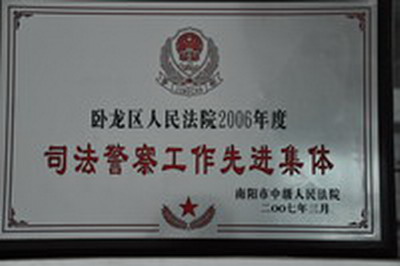 卧龙区人民法院2006年度
司法警察工作先进集体
南阳市中级人民法院
二〇〇七年三月